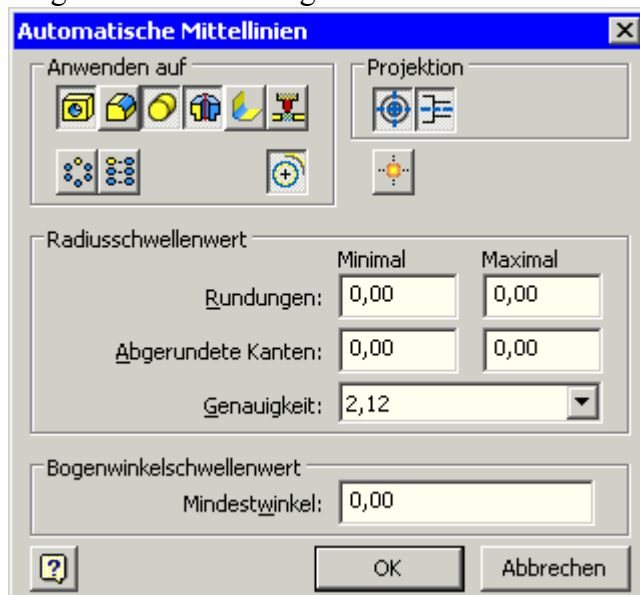 Automatische Mittellinien
Anwenden auf
Projektion
Radiusschwellenwert
Minimal Maximal
Rundungen: 0,00 0,00
Abgerundete Kanten: 0,00 0,00
Genauigkeit: 2,12
Bogenwinkelschwellenwert
Mindestwinkel: 0,00
OK Abbrechen